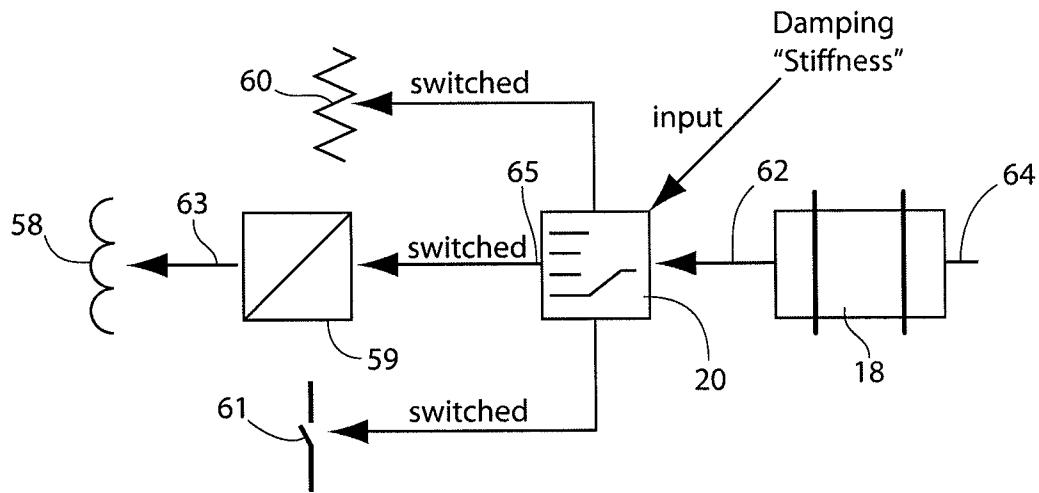 Damping
“Stiffness”
60
switched
input
65
62
64
58
63
switched
59
20
18
61
switched